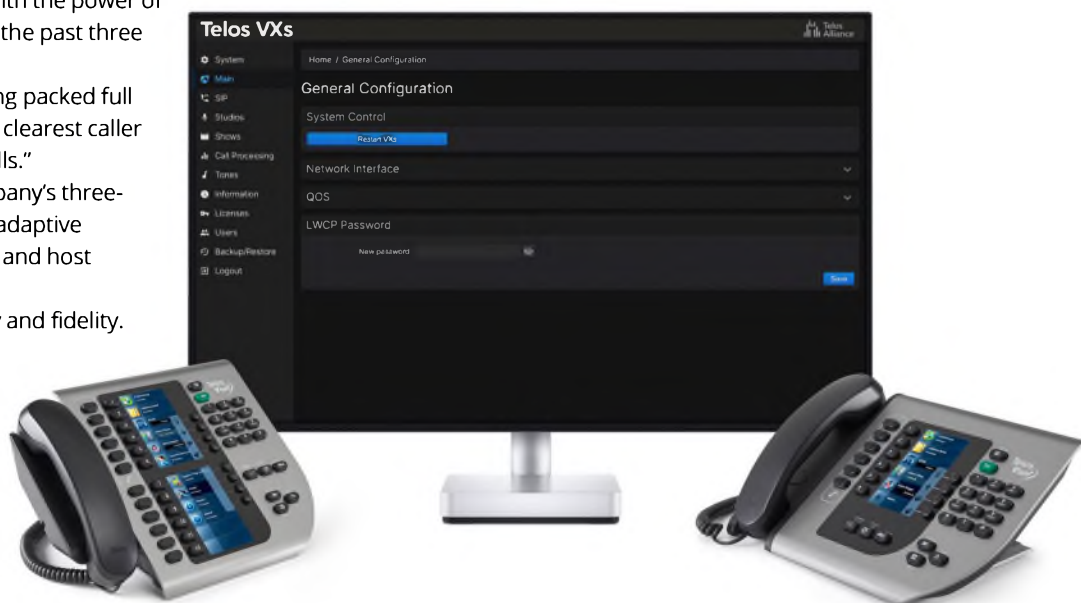 ith the power of
the past three
ng packed full
clearest caller
lls.”
pany’s three-
adaptive
and host
y and fidelity.
Telos VXs
Telos
Alliance
System
Main
SIP
Studios
Shows
Call Processing
Tones
Information
Licenses
Users
Backup/Restore
Logout
Home / General Configuration
General Configuration
System Control
Restart VXs
Network Interface
QOS
LWCP Password
New password
Save
Telos
VSet